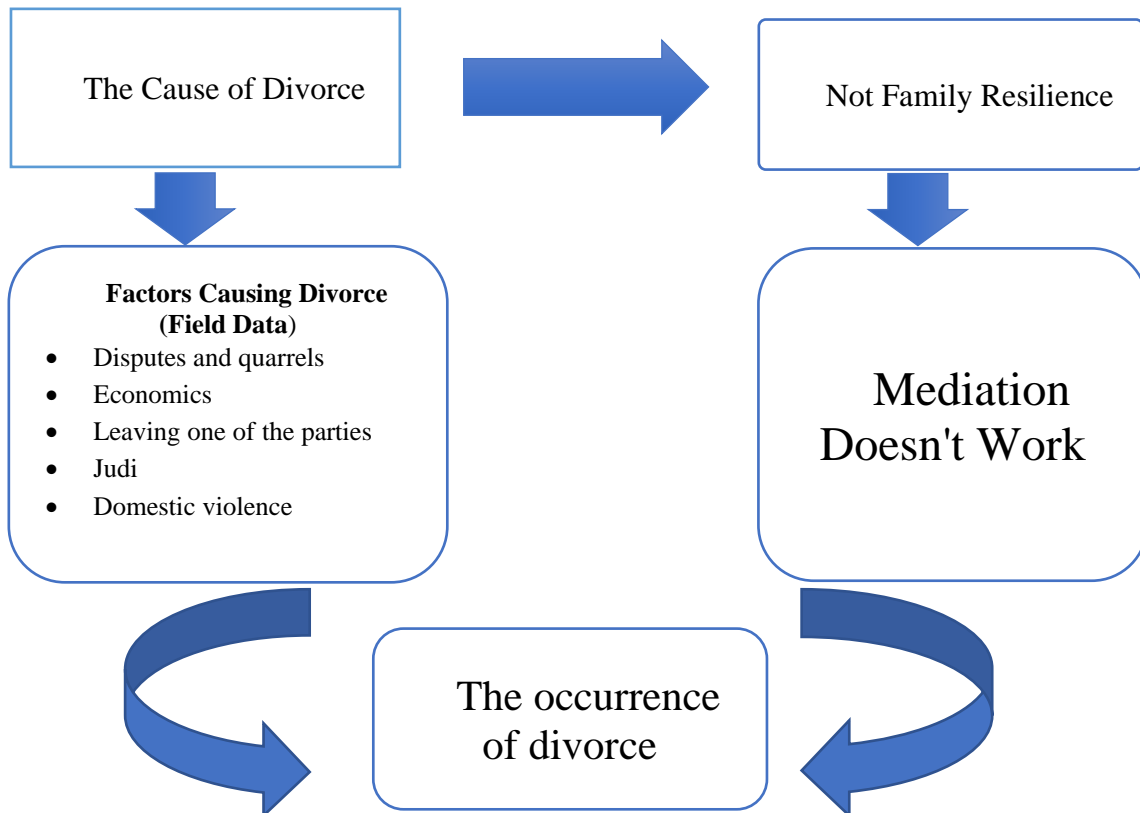 The Cause of Divorce
Not Family Resilience
Factors Causing Divorce
(Field Data)
• Disputes and quarrels
• Economics
• Leaving one of the parties
• Judi
• Domestic violence
Mediation
Doesn't Work
The occurrence
of divorce